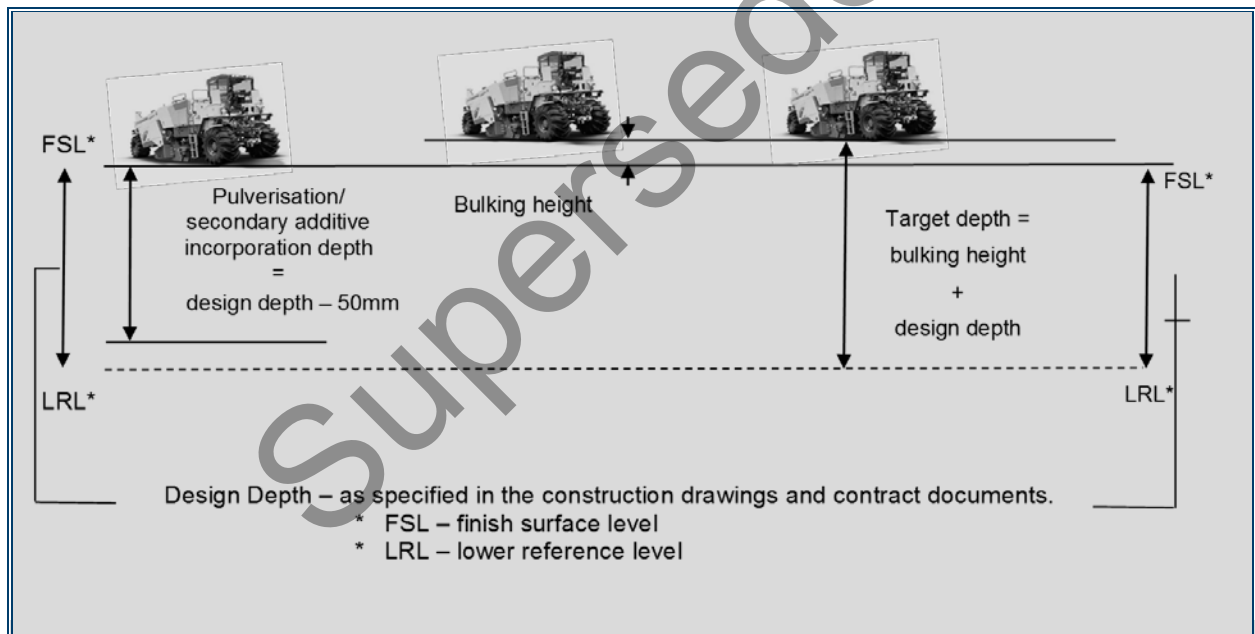 FSL*
FSL*
Pulverisation/
secondary additive
incorporation depth
=
design depth – 50mm
Bulking height
Target depth =
bulking height
+
design depth
LRL*
LRL*
Design Depth – as specified in the construction drawings and contract documents.
* FSL – finish surface level
* LRL – lower reference level
Supersed